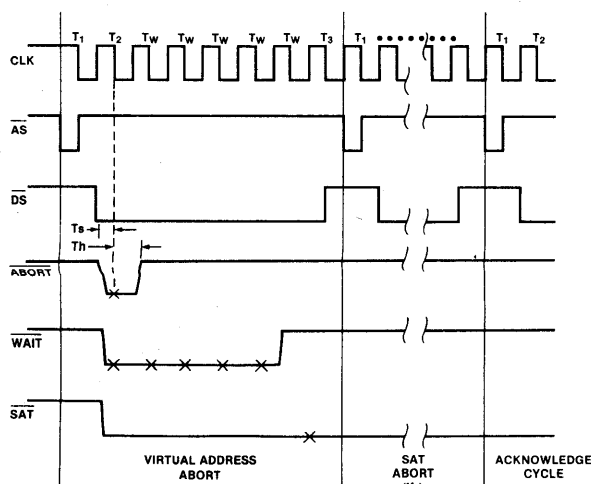 T1 T2 TW TW TW TW T3 T1 T1 T2
CLK
AS
DS
Ts
Th
ABORT
WAIT
SAT
VIRTUAL ADDRESS
ABORT
SAT
ABORT
ACKNOWLEDGE
CYCLE